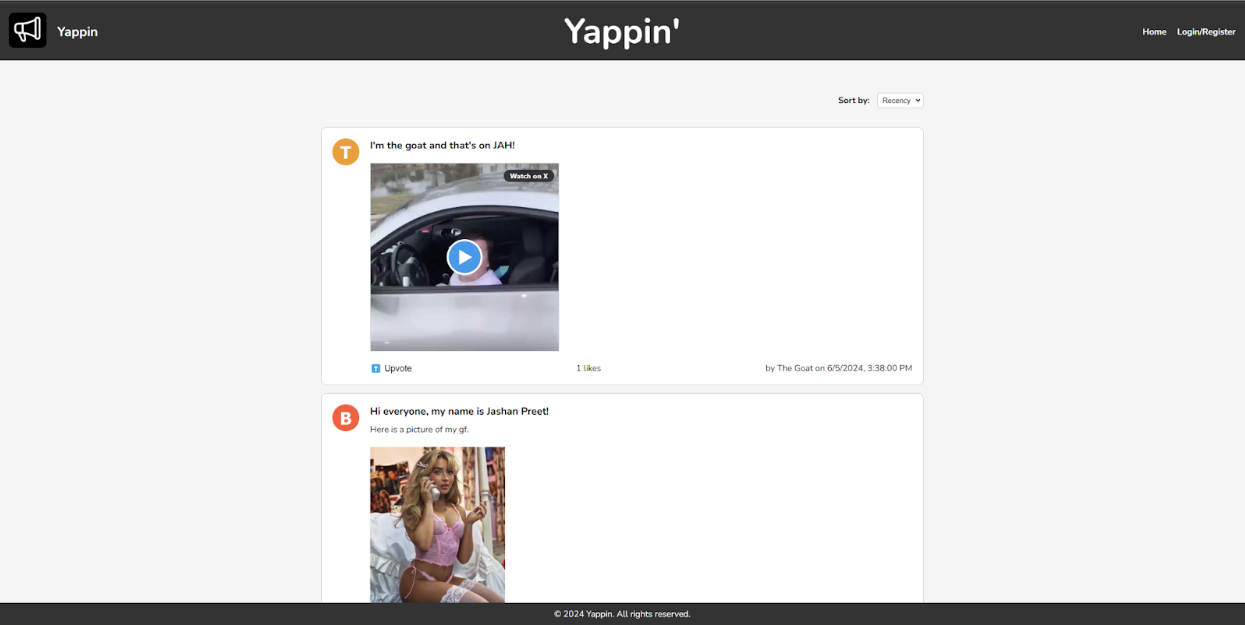 Yappin
Yappin'
Home Login/Register
Sort by: Recency
T
I'm the goat and that's on JAH!
Watch on X
Upvote 1 likes by The Goat on 6/5/2024, 3:38:00 PM
B
Hi everyone, my name is Jashan Preet!
Here is a picture of my gf.
© 2024 Yappin. All rights reserved.